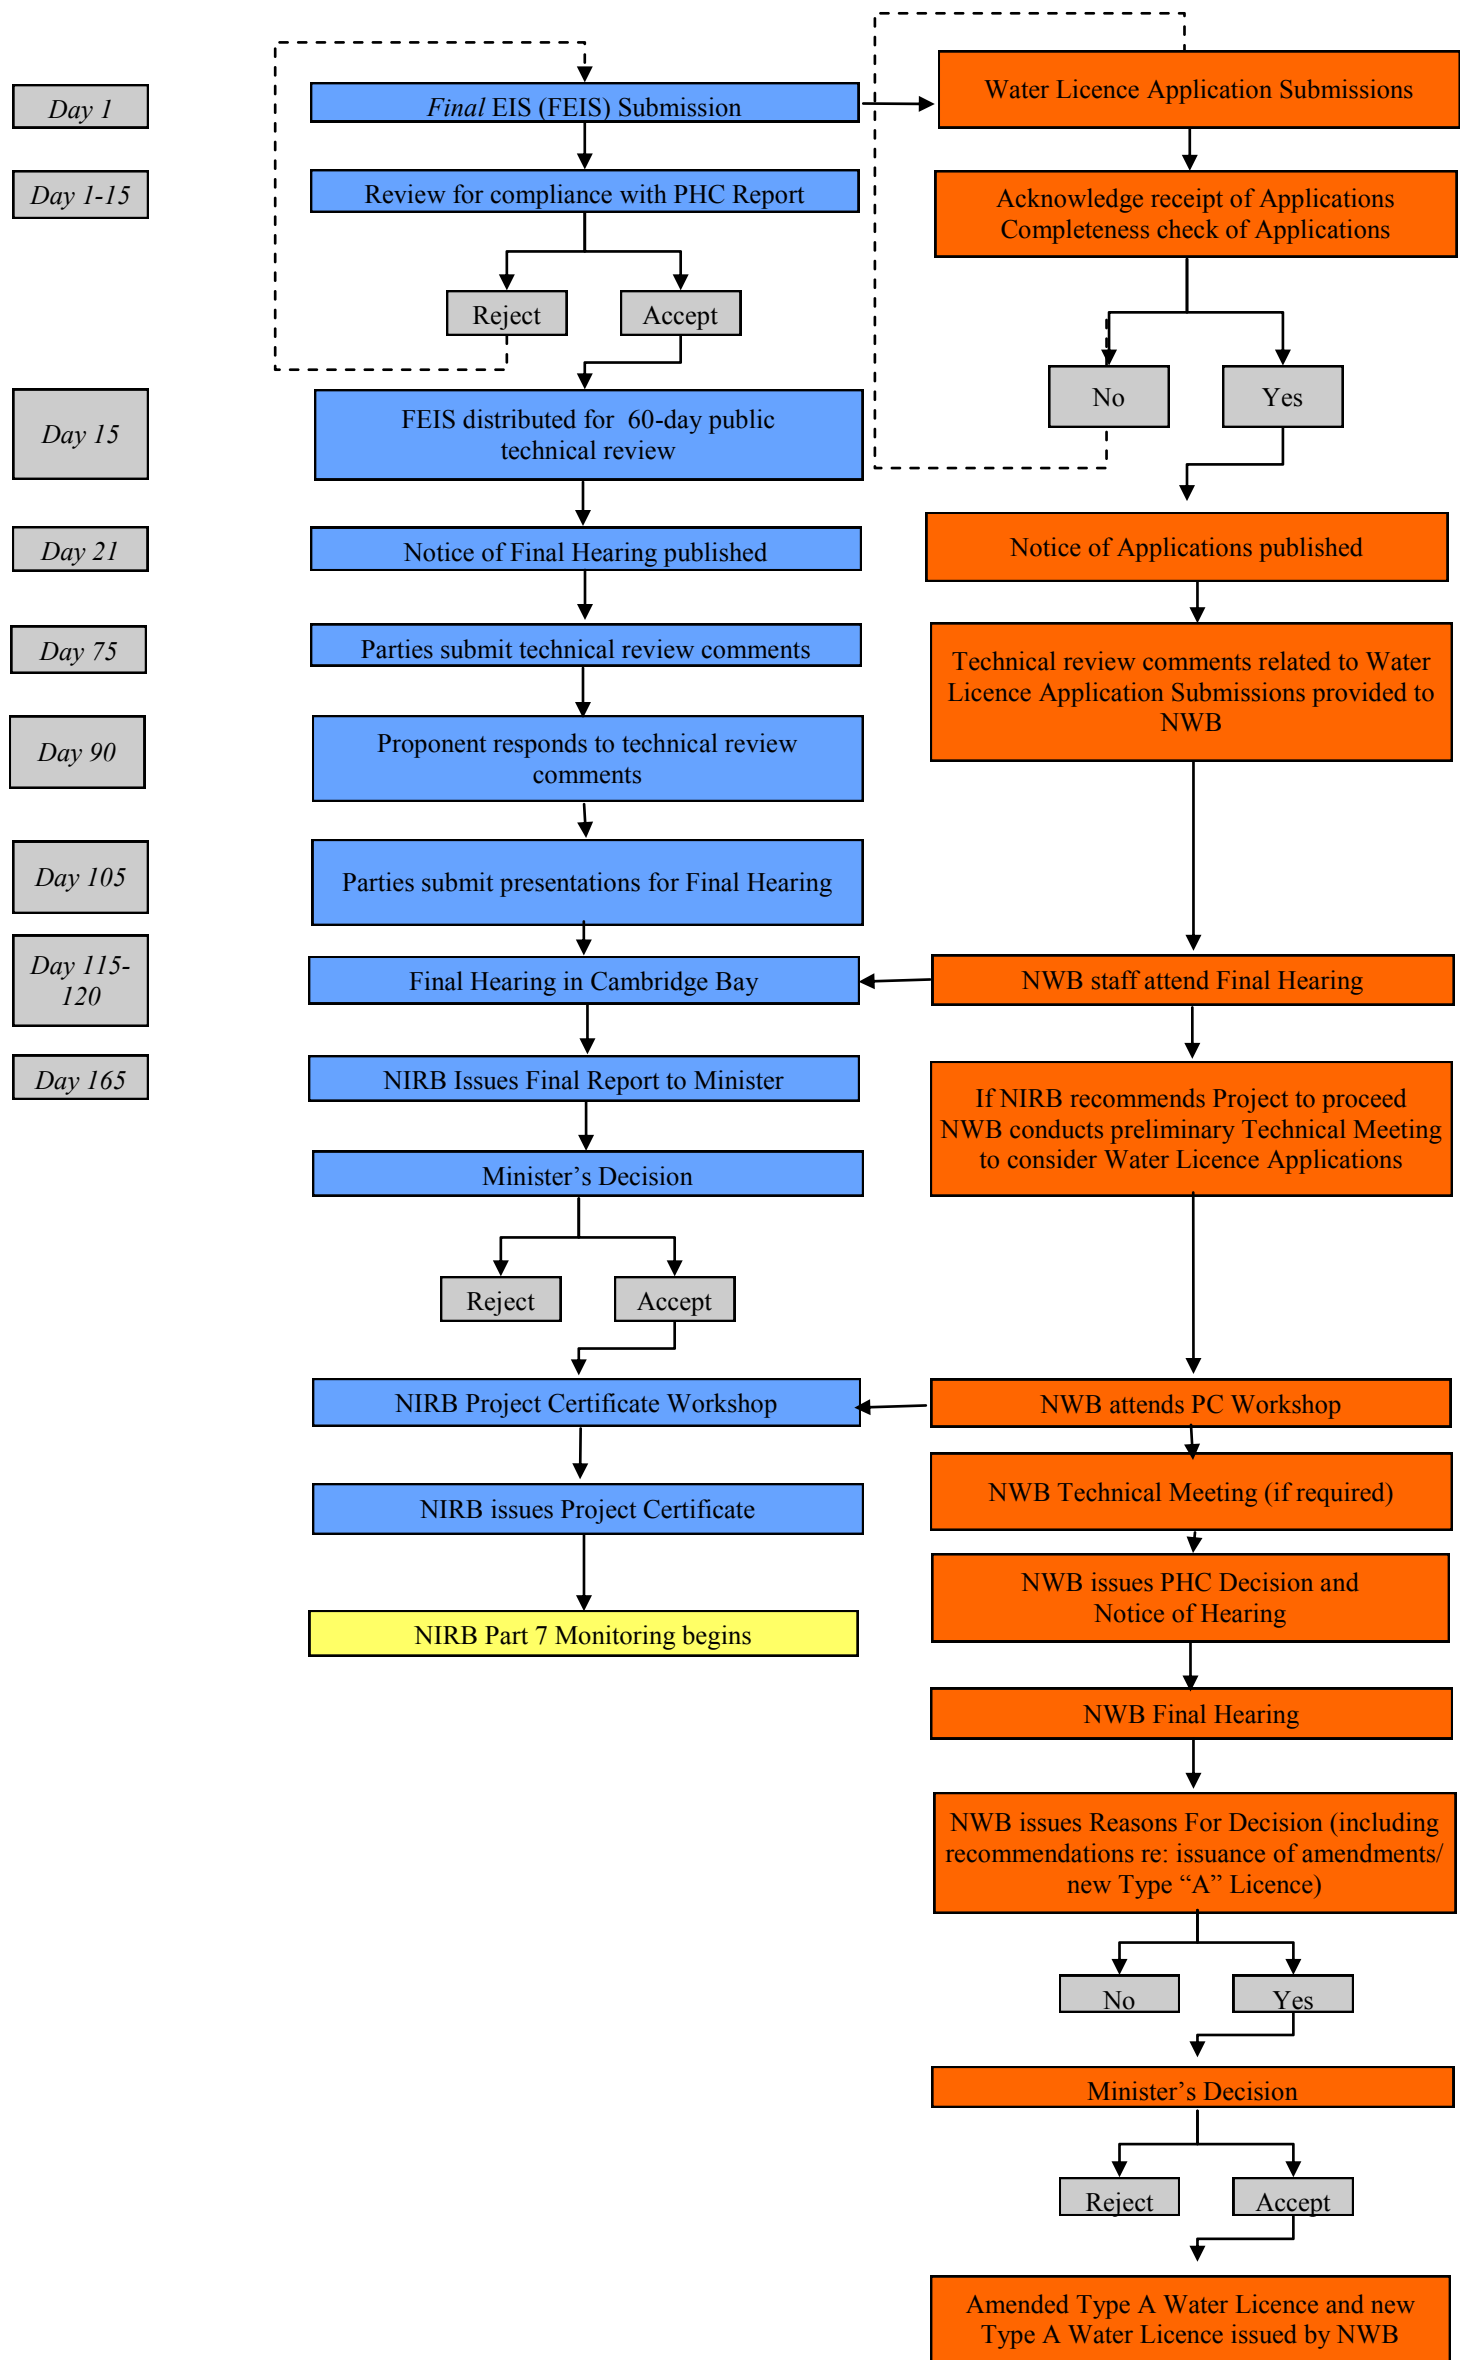 Day 1
Final EIS (FEIS) Submission
Water Licence Application Submissions
Day 1-15
Review for compliance with PHC Report
Acknowledge receipt of Applications
Completeness check of Applications
Reject
Accept
No
Yes
Day 15
FEIS distributed for 60-day public
technical review
Day 21
Notice of Final Hearing published
Notice of Applications published
Day 75
Parties submit technical review comments
Technical review comments related to Water
Licence Application Submissions provided to
NWB
Day 90
Proponent responds to technical review
comments
Day 105
Parties submit presentations for Final Hearing
Day 115-
120
Final Hearing in Cambridge Bay
NWB staff attend Final Hearing
Day 165
NIRB Issues Final Report to Minister
If NIRB recommends Project to proceed
NWB conducts preliminary Technical Meeting
to consider Water Licence Applications
Minister’s Decision
Reject
Accept
NIRB Project Certificate Workshop
NWB attends PC Workshop
NIRB issues Project Certificate
NWB Technical Meeting (if required)
NWB issues PHC Decision and
Notice of Hearing
NIRB Part 7 Monitoring begins
NWB Final Hearing
NWB issues Reasons For Decision (including
recommendations re: issuance of amendments/
new Type “A” Licence)
No
Yes
Minister’s Decision
Reject
Accept
Amended Type A Water Licence and new
Type A Water Licence issued by NWB